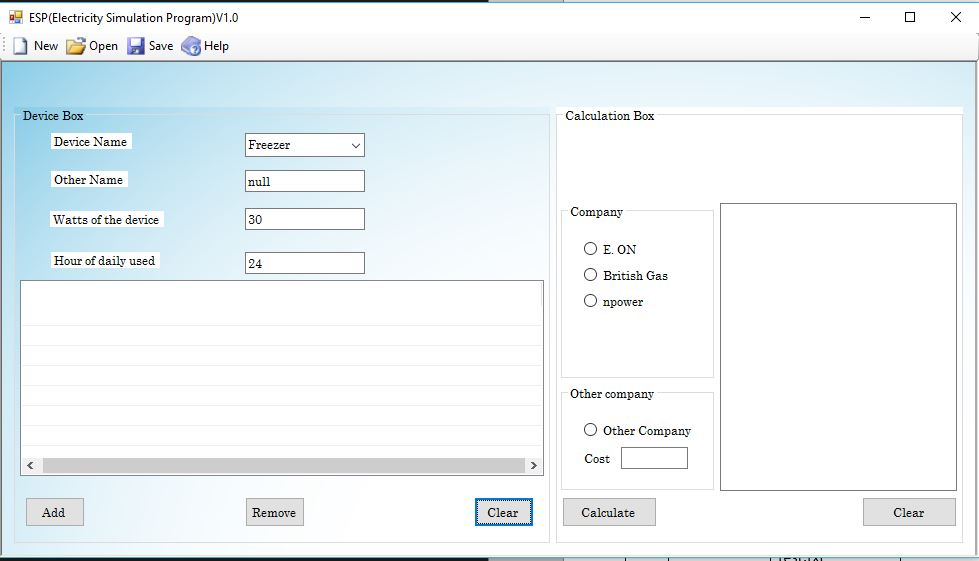 ESP(Electricity Simulation Program)V1.0
New Open Save Help
Device Box
Device Name Freezer
Other Name null
Watts of the device 30
Hour of daily used 24
Add Remove Clear
Calculation Box
Company
E. ON
British Gas
npower
Other company
Other Company
Cost
Calculate Clear